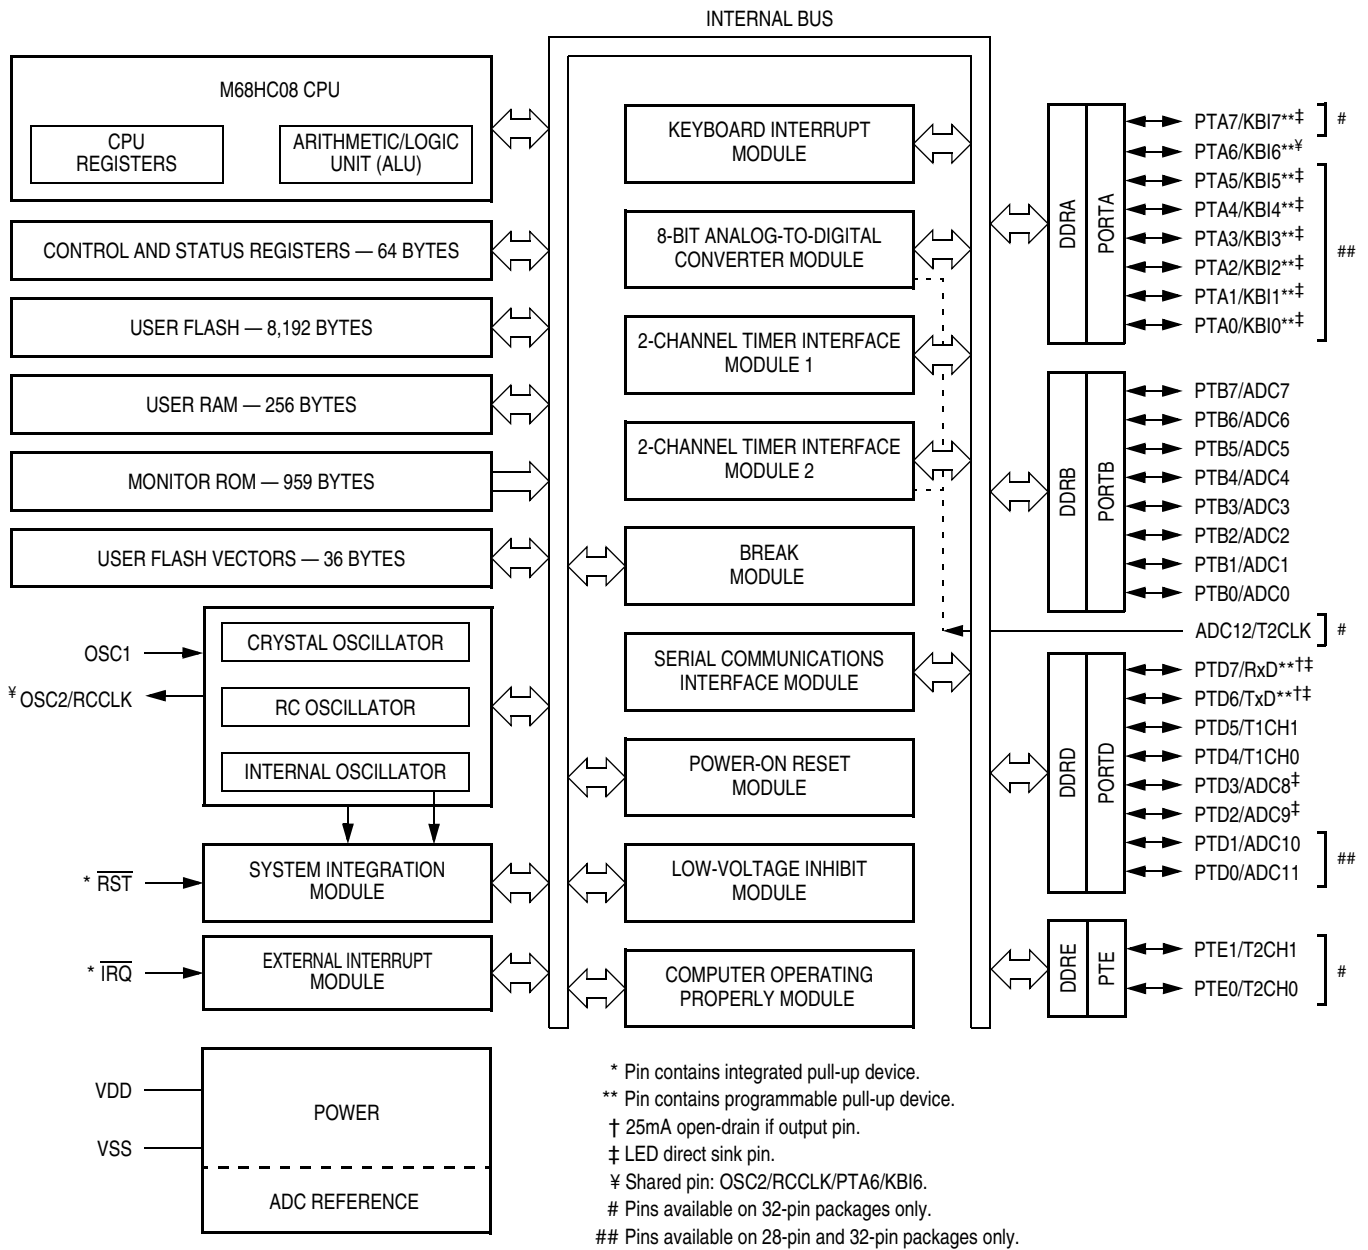 INTERNAL BUS
M68HC08 CPU
CPU
REGISTERS
ARITHMETIC/LOGIC
UNIT (ALU)
CONTROL AND STATUS REGISTERS — 64 BYTES
USER FLASH — 8,192 BYTES
USER RAM — 256 BYTES
MONITOR ROM — 959 BYTES
USER FLASH VECTORS — 36 BYTES
OSC1
¥ OSC2/RCCLK
CRYSTAL OSCILLATOR
RC OSCILLATOR
INTERNAL OSCILLATOR
* RST
SYSTEM INTEGRATION
MODULE
* IRQ
EXTERNAL INTERRUPT
MODULE
VDD
VSS
POWER
ADC REFERENCE
KEYBOARD INTERRUPT
MODULE
8-BIT ANALOG-TO-DIGITAL
CONVERTER MODULE
2-CHANNEL TIMER INTERFACE
MODULE 1
2-CHANNEL TIMER INTERFACE
MODULE 2
BREAK
MODULE
SERIAL COMMUNICATIONS
INTERFACE MODULE
POWER-ON RESET
MODULE
LOW-VOLTAGE INHIBIT
MODULE
COMPUTER OPERATING
PROPERLY MODULE
DDRA
PORTA
PTA7/KBI7**‡
#
PTA6/KBI6**¥
PTA5/KBI5**‡
PTA4/KBI4**‡
PTA3/KBI3**‡
PTA2/KBI2**‡
PTA1/KBI1**‡
PTA0/KBI0**‡
##
DDRB
PORTB
PTB7/ADC7
PTB6/ADC6
PTB5/ADC5
PTB4/ADC4
PTB3/ADC3
PTB2/ADC2
PTB1/ADC1
PTB0/ADC0
ADC12/T2CLK
#
DDRD
PORTD
PTD7/RxD**†‡
PTD6/TxD**†‡
PTD5/T1CH1
PTD4/T1CH0
PTD3/ADC8‡
PTD2/ADC9‡
PTD1/ADC10
PTD0/ADC11
##
DDRE
PTE
PTE1/T2CH1
PTE0/T2CH0
#
* Pin contains integrated pull-up device.
** Pin contains programmable pull-up device.
† 25mA open-drain if output pin.
‡ LED direct sink pin.
¥ Shared pin: OSC2/RCCLK/PTA6/KBI6.
# Pins available on 32-pin packages only.
## Pins available on 28-pin and 32-pin packages only.